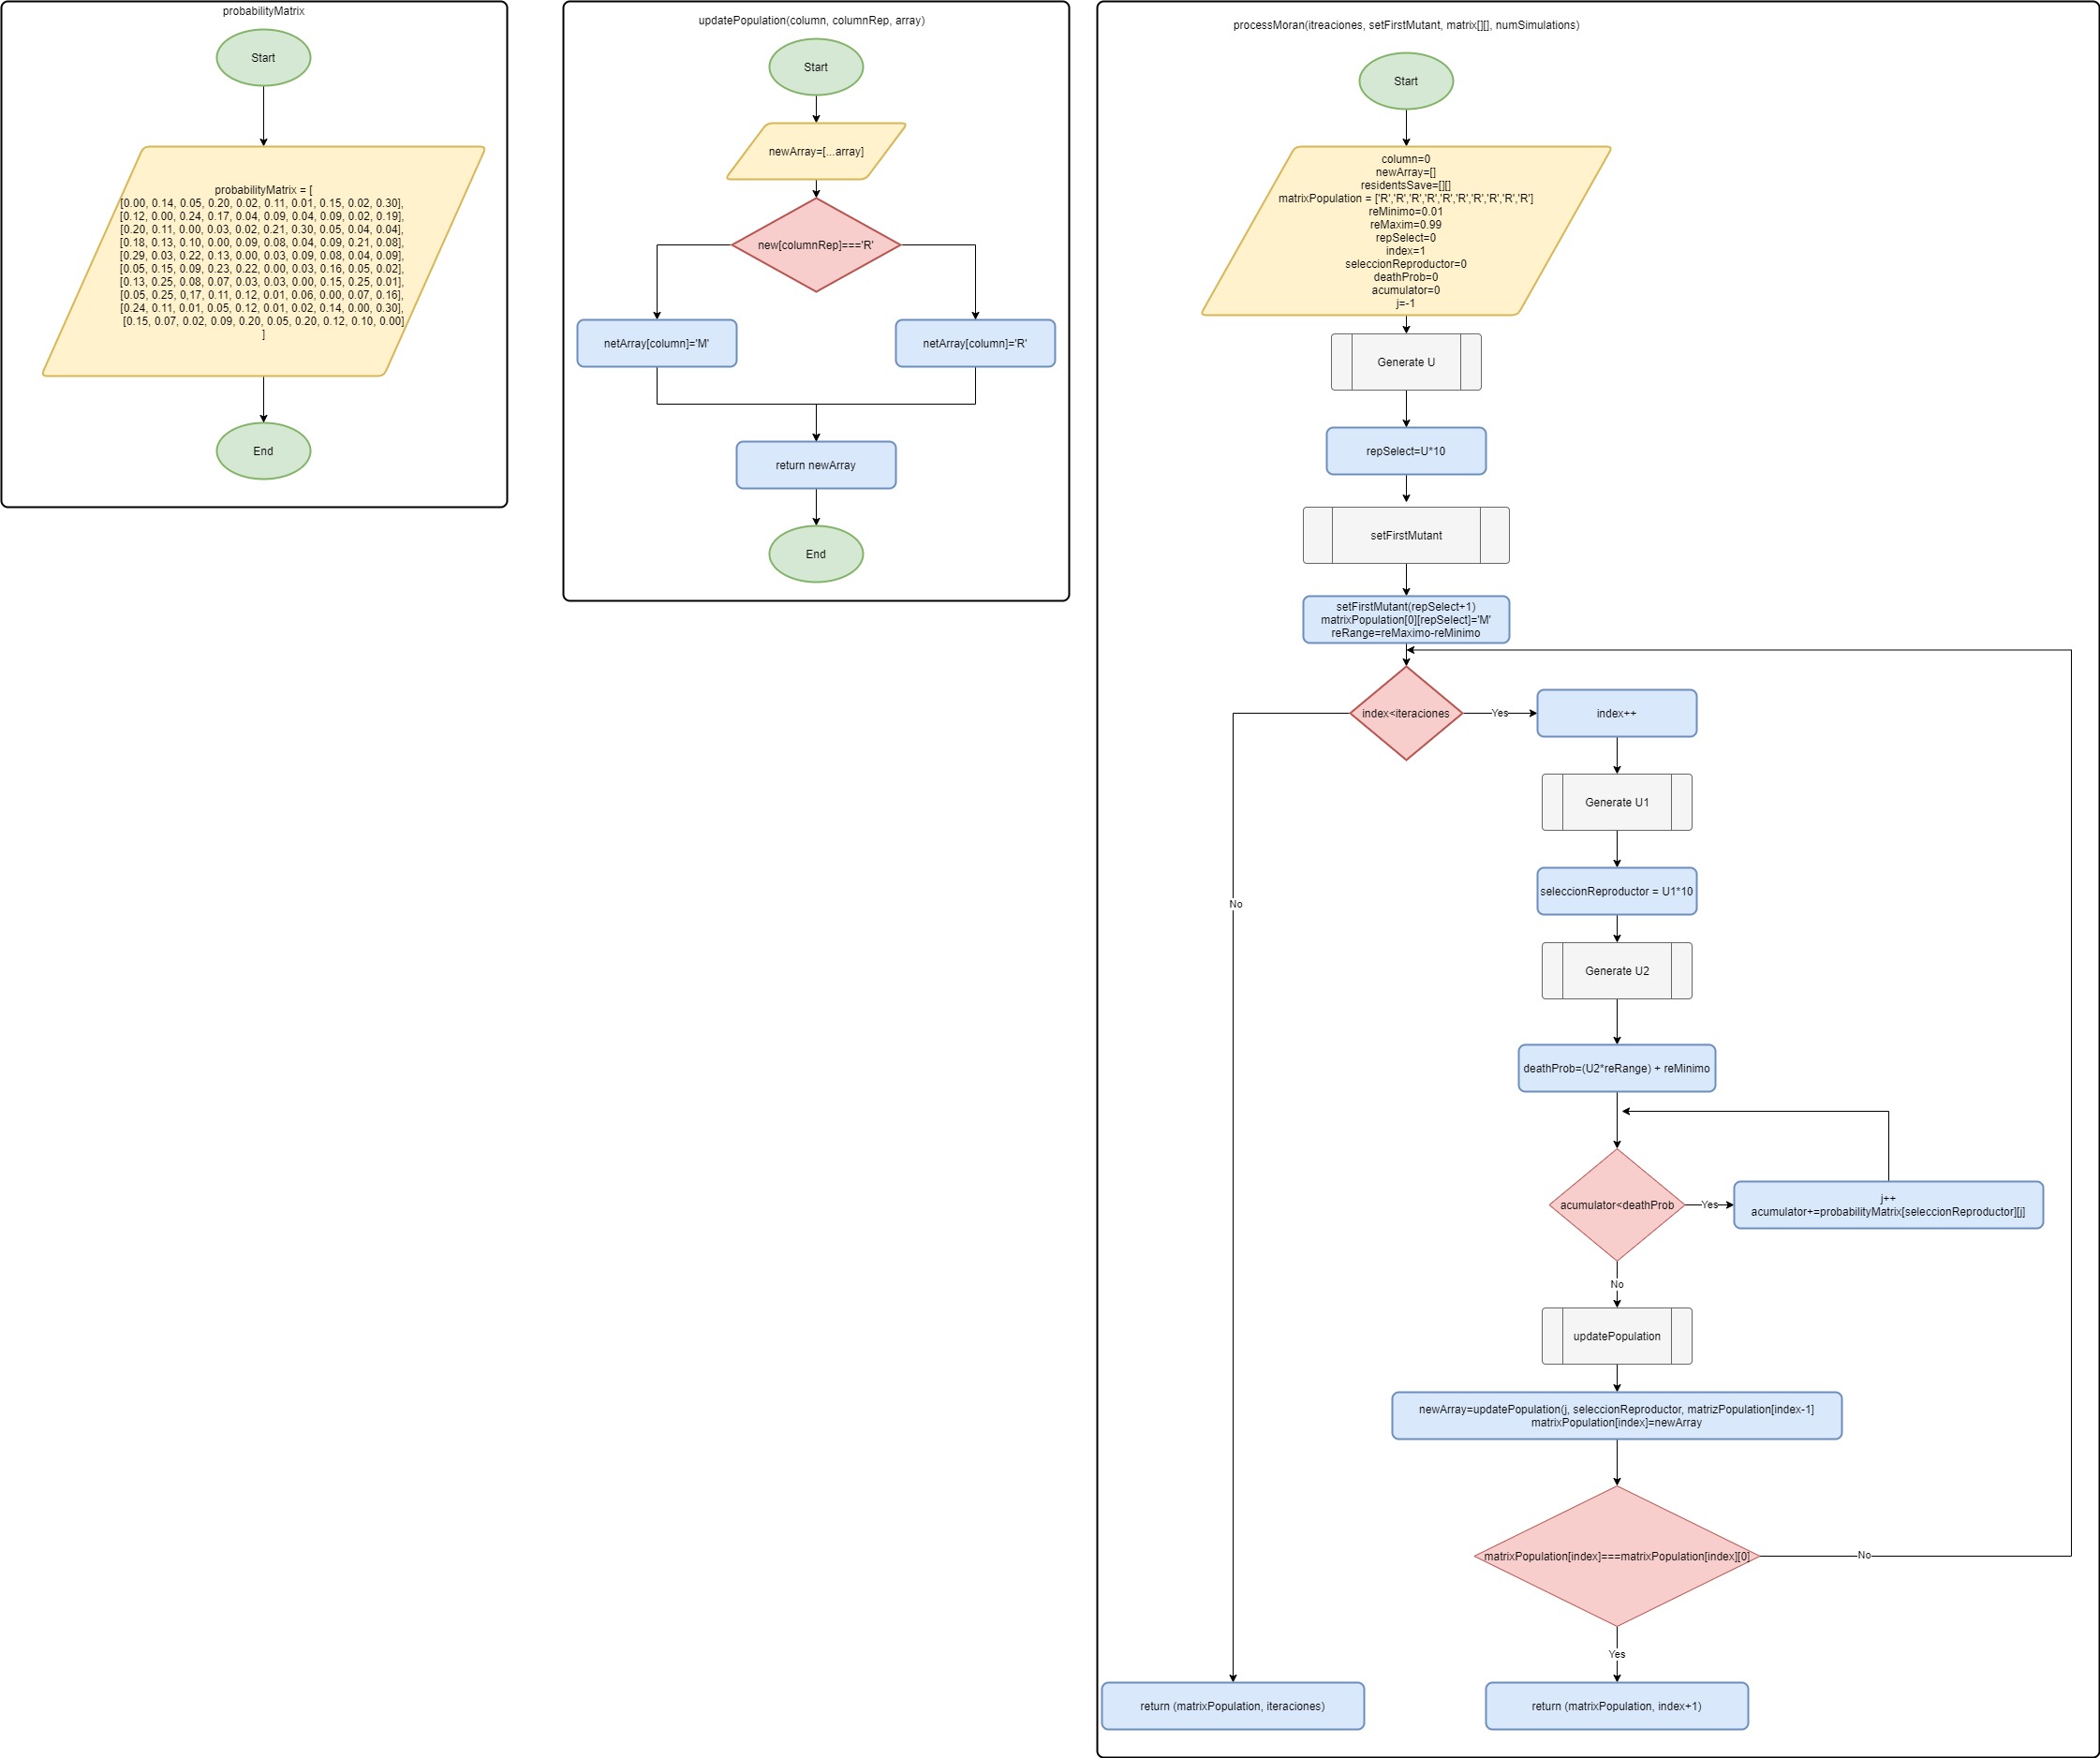 probabilityMatrix
Start
probabilityMatrix = [
[0.00, 0.14, 0.05, 0.20, 0.02, 0.11, 0.01, 0.15, 0.02, 0.30],
[0.12, 0.00, 0.24, 0.17, 0.04, 0.09, 0.04, 0.09, 0.02, 0.19],
[0.20, 0.11, 0.00, 0.03, 0.02, 0.21, 0.30, 0.05, 0.04, 0.04],
[0.18, 0.13, 0.10, 0.00, 0.09, 0.08, 0.04, 0.09, 0.21, 0.08],
[0.29, 0.03, 0.22, 0.13, 0.00, 0.03, 0.09, 0.08, 0.04, 0.09],
[0.05, 0.15, 0.09, 0.23, 0.22, 0.00, 0.03, 0.16, 0.05, 0.02],
[0.13, 0.25, 0.08, 0.07, 0.03, 0.03, 0.00, 0.15, 0.25, 0.01],
[0.05, 0.25, 0,17, 0.11, 0.12, 0.01, 0.06, 0.00, 0.07, 0.16],
[0.24, 0.11, 0.01, 0.05, 0.12, 0.01, 0.02, 0.14, 0.00, 0.30],
[0.15, 0.07, 0.02, 0.09, 0.20, 0.05, 0.20, 0.12, 0.10, 0.00]
]
End
updatePopulation(column, columnRep, array)
Start
newArray=[...array]
new[columnRep]==='R'
netArray[column]='M'
netArray[column]='R'
return newArray
End
processMoran(itreaciones, setFirstMutant, matrix[][], numSimulations)
Start
column=0
newArray=[]
residentsSave=[][]
matrixPopulation = ['R','R','R','R','R','R','R','R','R','R']
reMinimo=0.01
reMaxim=0.99
repSelect=0
index=1
seleccionReproductor=0
deathProb=0
acumulator=0
j=-1
Generate U
repSelect=U*10
setFirstMutant
setFirstMutant(repSelect+1)
matrixPopulation[0][repSelect]='M'
reRange=reMaximo-reMinimo
index<iteraciones
Yes
index++
Generate U1
seleccionReproductor = U1*10
No
Generate U2
deathProb=(U2*reRange) + reMinimo
acumulator<deathProb
Yes
j++
acumulator+=probabilityMatrix[seleccionReproductor][j]
No
updatePopulation
newArray=updatePopulation(j, seleccionReproductor, matrizPopulation[index-1]
matrixPopulation[index]=newArray
matrixPopulation[index]===matrixPopulation[index][0]
No
Yes
return (matrixPopulation, iteraciones)
return (matrixPopulation, index+1)